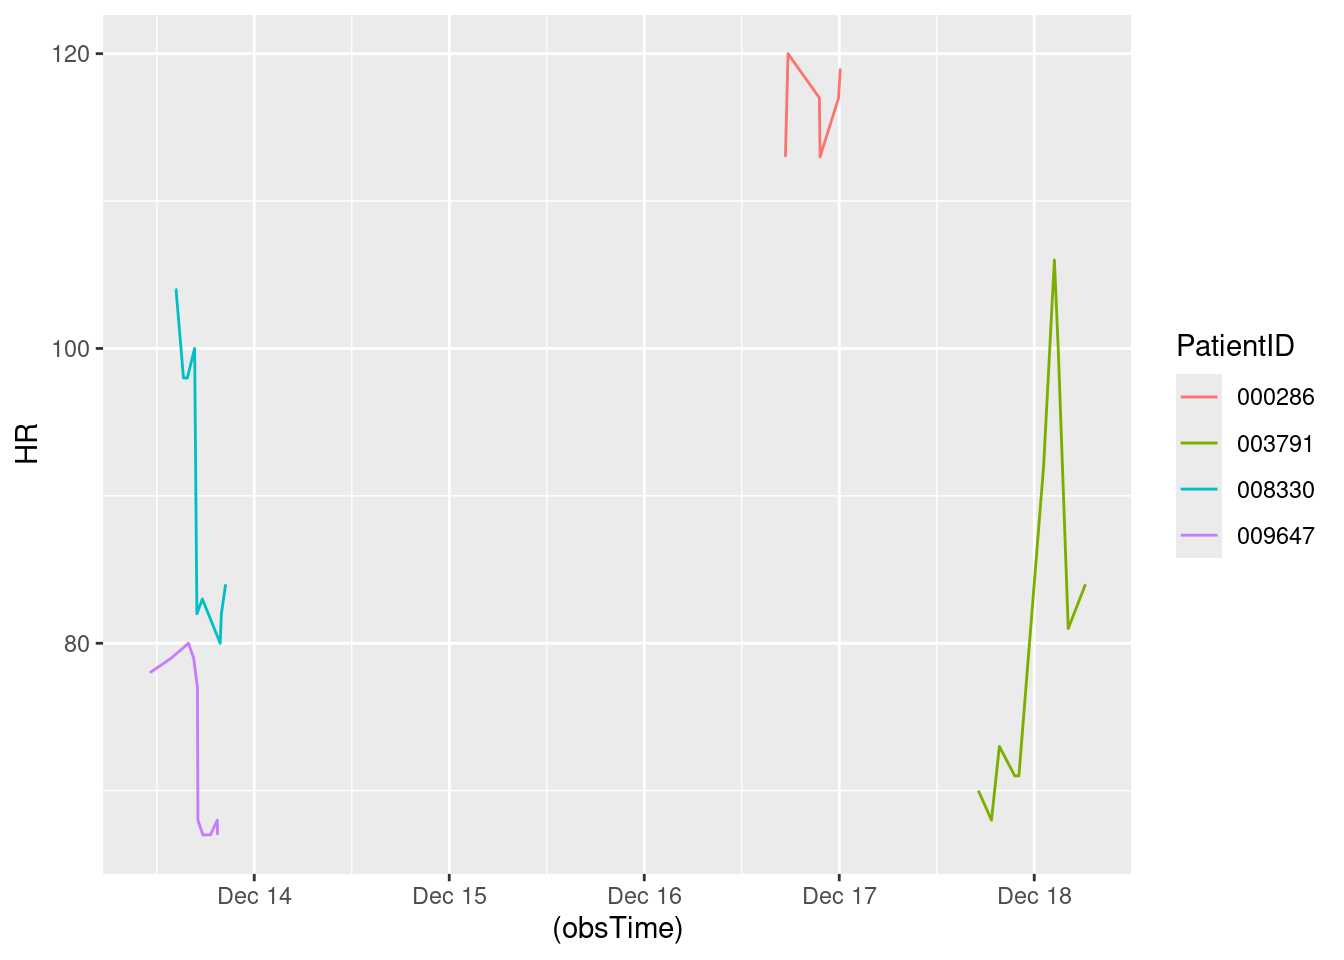 120
100
80
HR
Dec 14
Dec 15
Dec 16
Dec 17
Dec 18
(obsTime)
PatientID
000286
003791
008330
009647